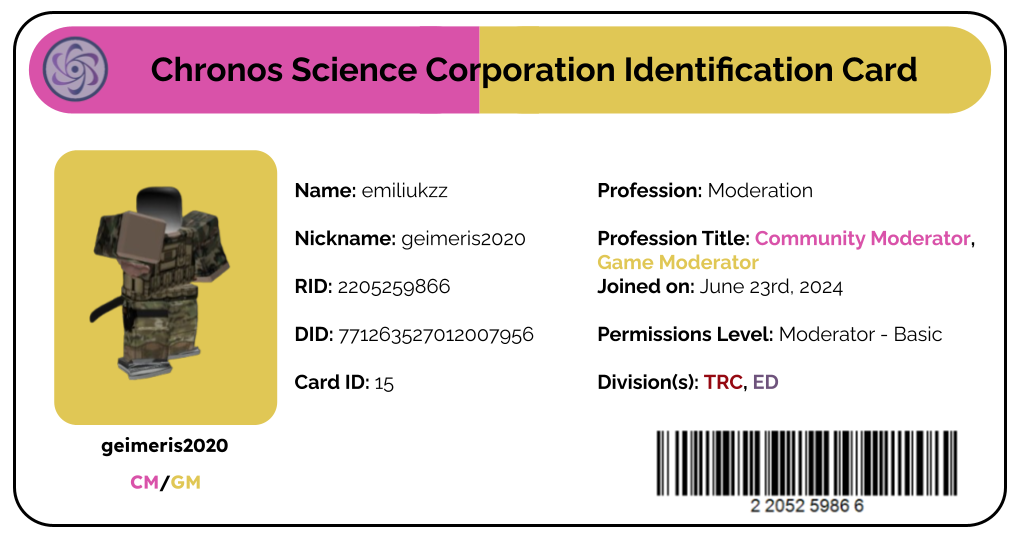 Chronos Science Corporation Identification Card
Name: emiliukzz
Nickname: geimeris2020
RID: 2205259866
DID: 771263527012007956
Card ID: 15
Profession: Moderation
Profession Title: Community Moderator,
Game Moderator
Joined on: June 23rd, 2024
Permissions Level: Moderator - Basic
Division(s): TRC, ED
geimeris2020
CM/GM
2 2052 5986 6